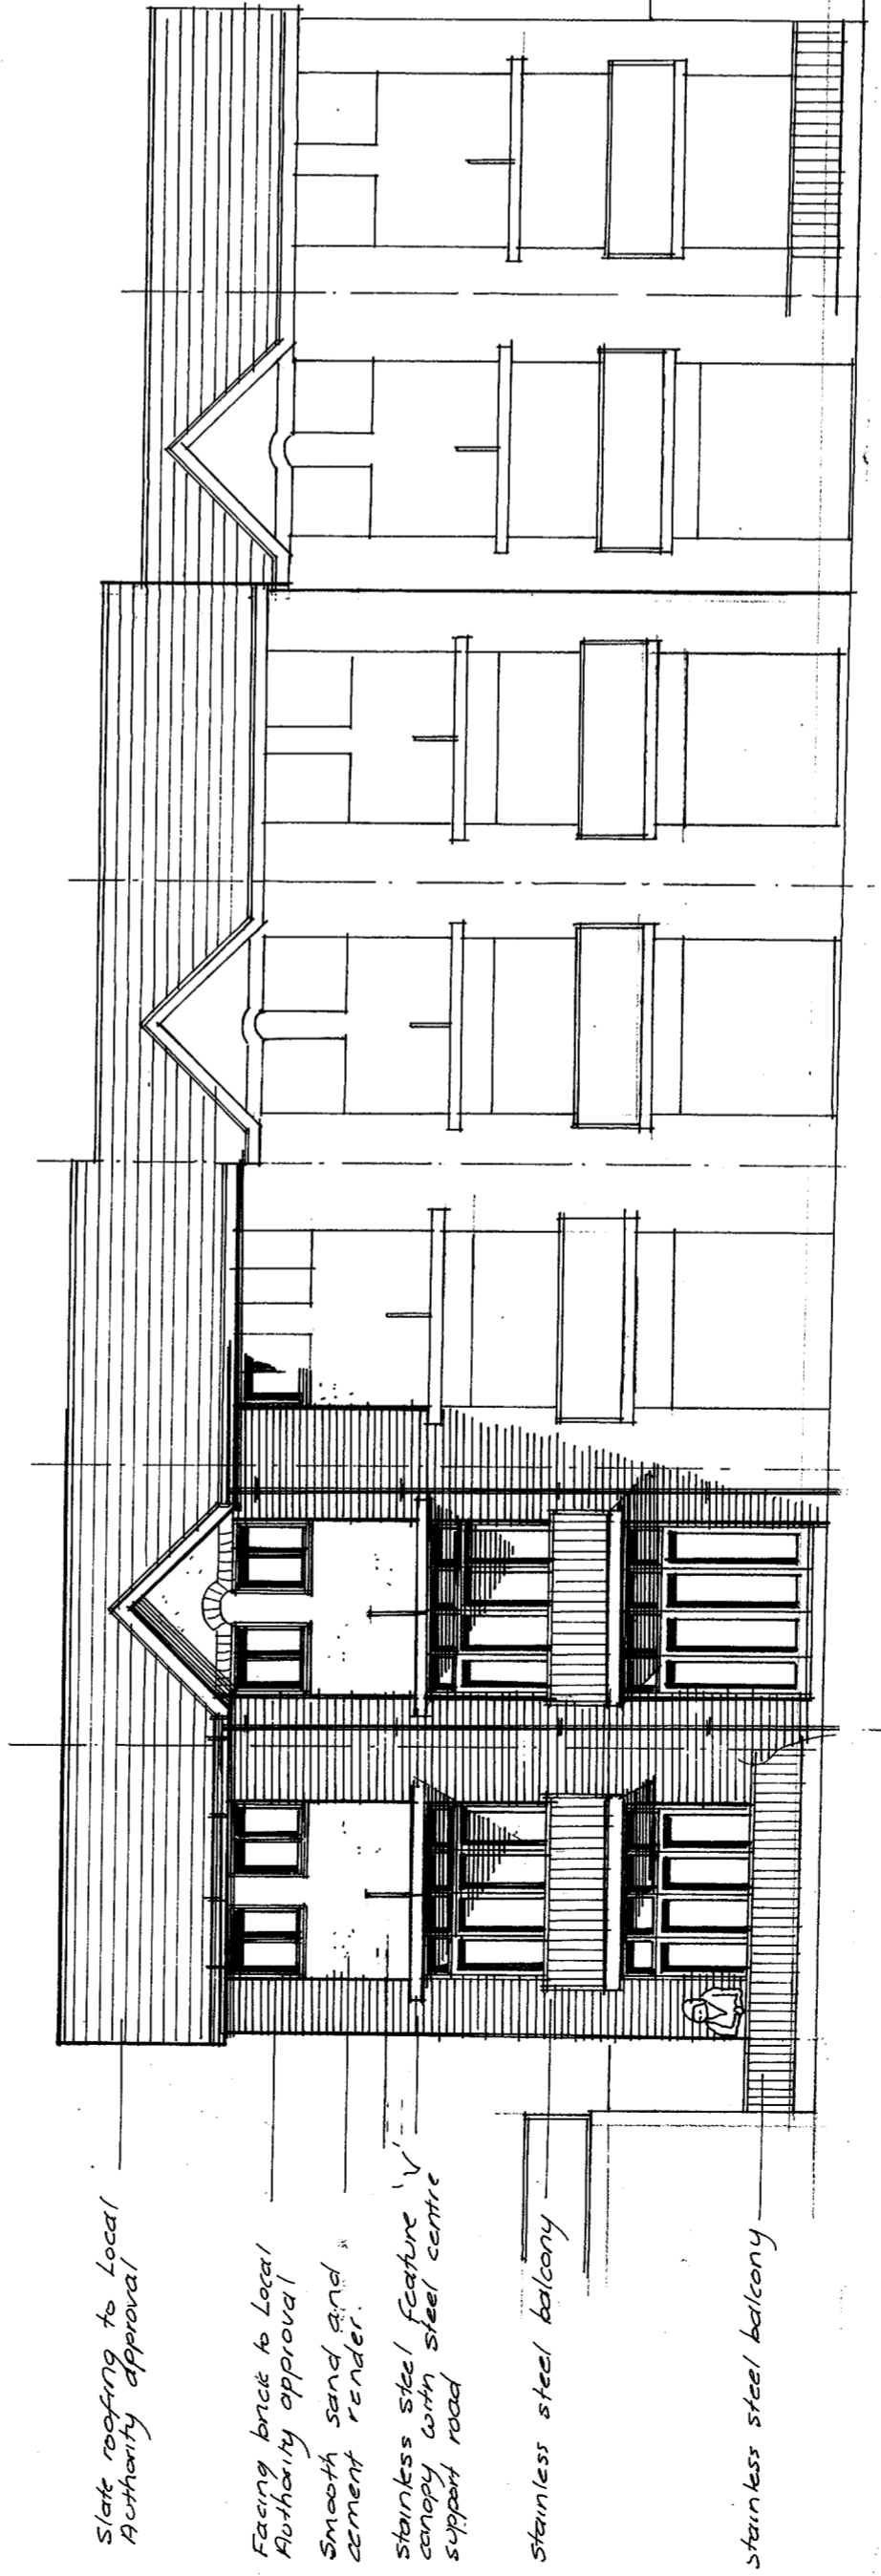 Slate roofing to Local
Authority approval
Facing brick to Local
Authority approval
Smooth sand and
cement render.
Stainless steel feature 'V'
canopy with steel centre
support road
Stainless steel balcony
Stainless steel balcony